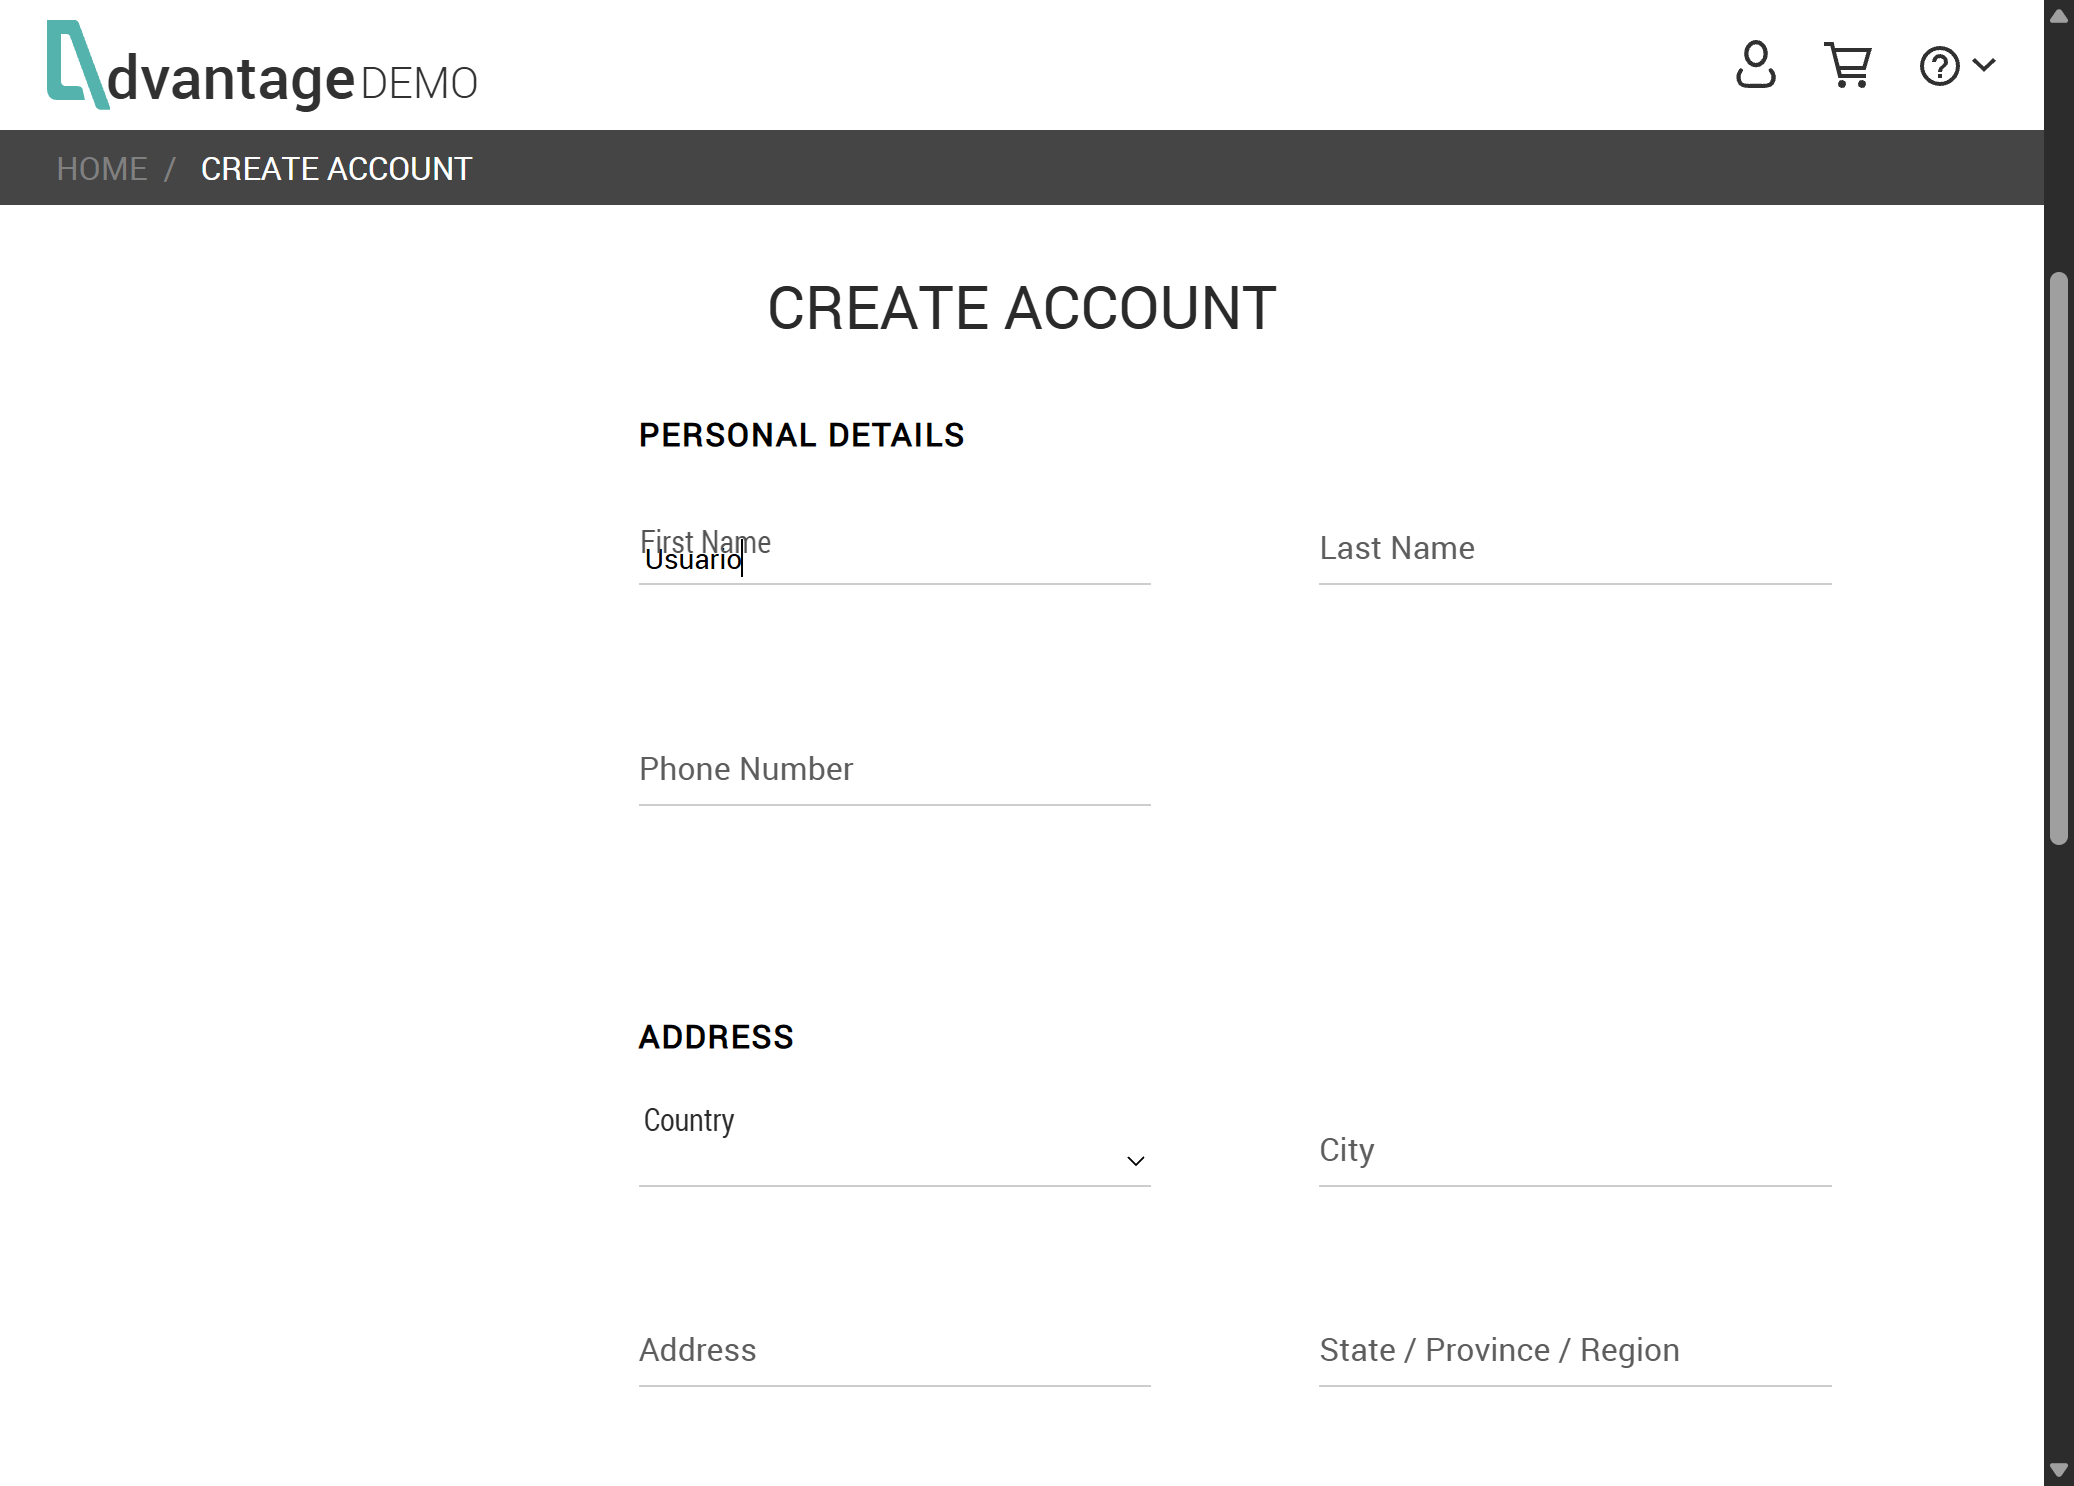 dvantage DEMO
HOME / CREATE ACCOUNT
CREATE ACCOUNT
PERSONAL DETAILS
First Name
Usuario
Last Name
Phone Number
ADDRESS
Country
City
Address
State / Province / Region